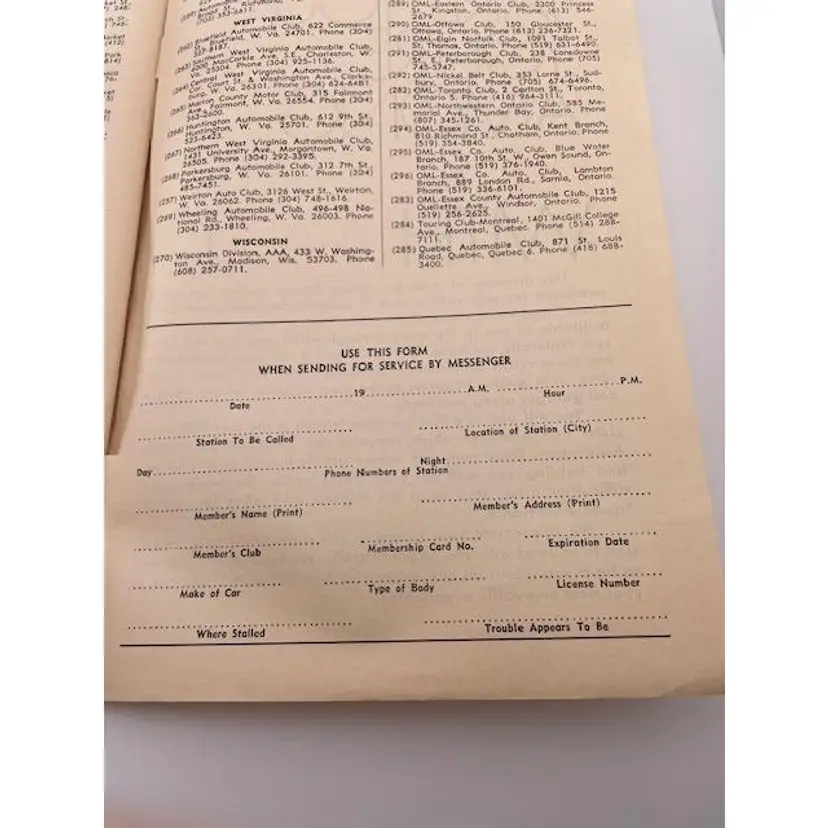 WEST VIRGINIA
(262) Bluefield Automobile Club, 622 Commerce
St., Bluefield, W. Va. 24701. Phone (304)
327-8187.
(263) Southern West Virginia Automobile Club,
4000 MacCorkle Ave., S.E., Charleston, W.
Va. 25304. Phone (304) 925-1136.
(264) Central West Virginia Automobile Club,
Car. Court St. & Washington Ave., Clarks-
burg, W. Va. 26301. Phone (304) 624-6481.
(265) Marion County Motor Club, 315 Fairmont
Ave., Fairmont, W. Va. 26554. Phone (304)
363-2600.
(266) Huntington Automobile Club, 612 9th St.,
Huntington, W. Va. 25701. Phone (304)
523-6423.
(267) Northern West Virginia Automobile Club,
1431 University Ave., Morgantown, W. Va.
26505. Phone (304) 292-3395.
(268) Parkersburg Automobile Club, 312 7th St.,
Parkersburg, W. Va. 26101. Phone (304)
485-7451.
(257) Weirton Auto Club, 3126 West St., Weirton,
W. Va. 26062. Phone (304) 748-1616.
(269) Wheeling Automobile Club, 496-498 Na-
tional Rd., Wheeling, W. Va. 26003. Phone
(304) 233-1810.
WISCONSIN
(270) Wisconsin Division, AAA, 433 W. Washing-
ton Ave., Madison, Wis. 53703. Phone
(608) 257-0711.
(289) OML-Eastern Ontario Club, 2300 Princess
St., Kingston, Ontario. Phone (613) 546-
2679
(290) OML-Ottawa Club, 150 Gloucester St.,
Ottawa, Ontario. Phone (613) 236-7321.
(281) OML-Elgin Norfolk Club, 1091 Talbot St.,
St. Thomas, Ontario. Phone (519) 631-6490.
(291) OML-Peterborough Club, 238 Lansdowne
St., E., Peterborough, Ontario. Phone (705)
745-5747.
(292) OML-Nickel Belt Club, 353 Lorne St., Sud-
bury, Ontario. Phone (705) 674-6496.
(282) OML-Toronto Club, 2 Carlton St., Toronto,
Ontario 5. Phone (416) 964-3111.
(293) OML-Northwestern Ontario Club, 585 Me-
morial Ave., Thunder Bay, Ontario. Phone
(807) 345-1261.
(294) OML-Essex Co. Auto. Club, Kent Branch,
810 Richmond St., Chatham, Ontario. Phone
(519) 354-3840.
(295) OML-Essex Co. Auto. Club, Blue Water
Branch, 187 10th St. W., Owen Sound, On-
tario. Phone (519) 376-1940.
(296) OML-Essex Co. Auto. Club, Lambton
Branch, 889 London Rd., Sarnia, Ontario.
Phone (519) 336-6101.
(283) OML-Essex County Automobile Club, 1215
Ouellette Ave., Windsor, Ontario. Phone
(519) 256-2625.
(284) Touring Club-Montreal, 1401 McGill College
Ave., Montreal, Quebec. Phone (514) 288-
7111.
(285) Quebec Automobile Club, 871 St. Louis
Road, Quebec, Quebec 6. Phone (418) 688-
3400.
USE THIS FORM
WHEN SENDING FOR SERVICE BY MESSENGER
19 A.M. P.M.
Date Hour
Station To Be Called Location of Station (City)
Day Night
Phone Numbers of Station
Member's Name (Print) Member's Address (Print)
Member's Club Membership Card No. Expiration Date
Make of Car Type of Body License Number
Where Stalled Trouble Appears To Be